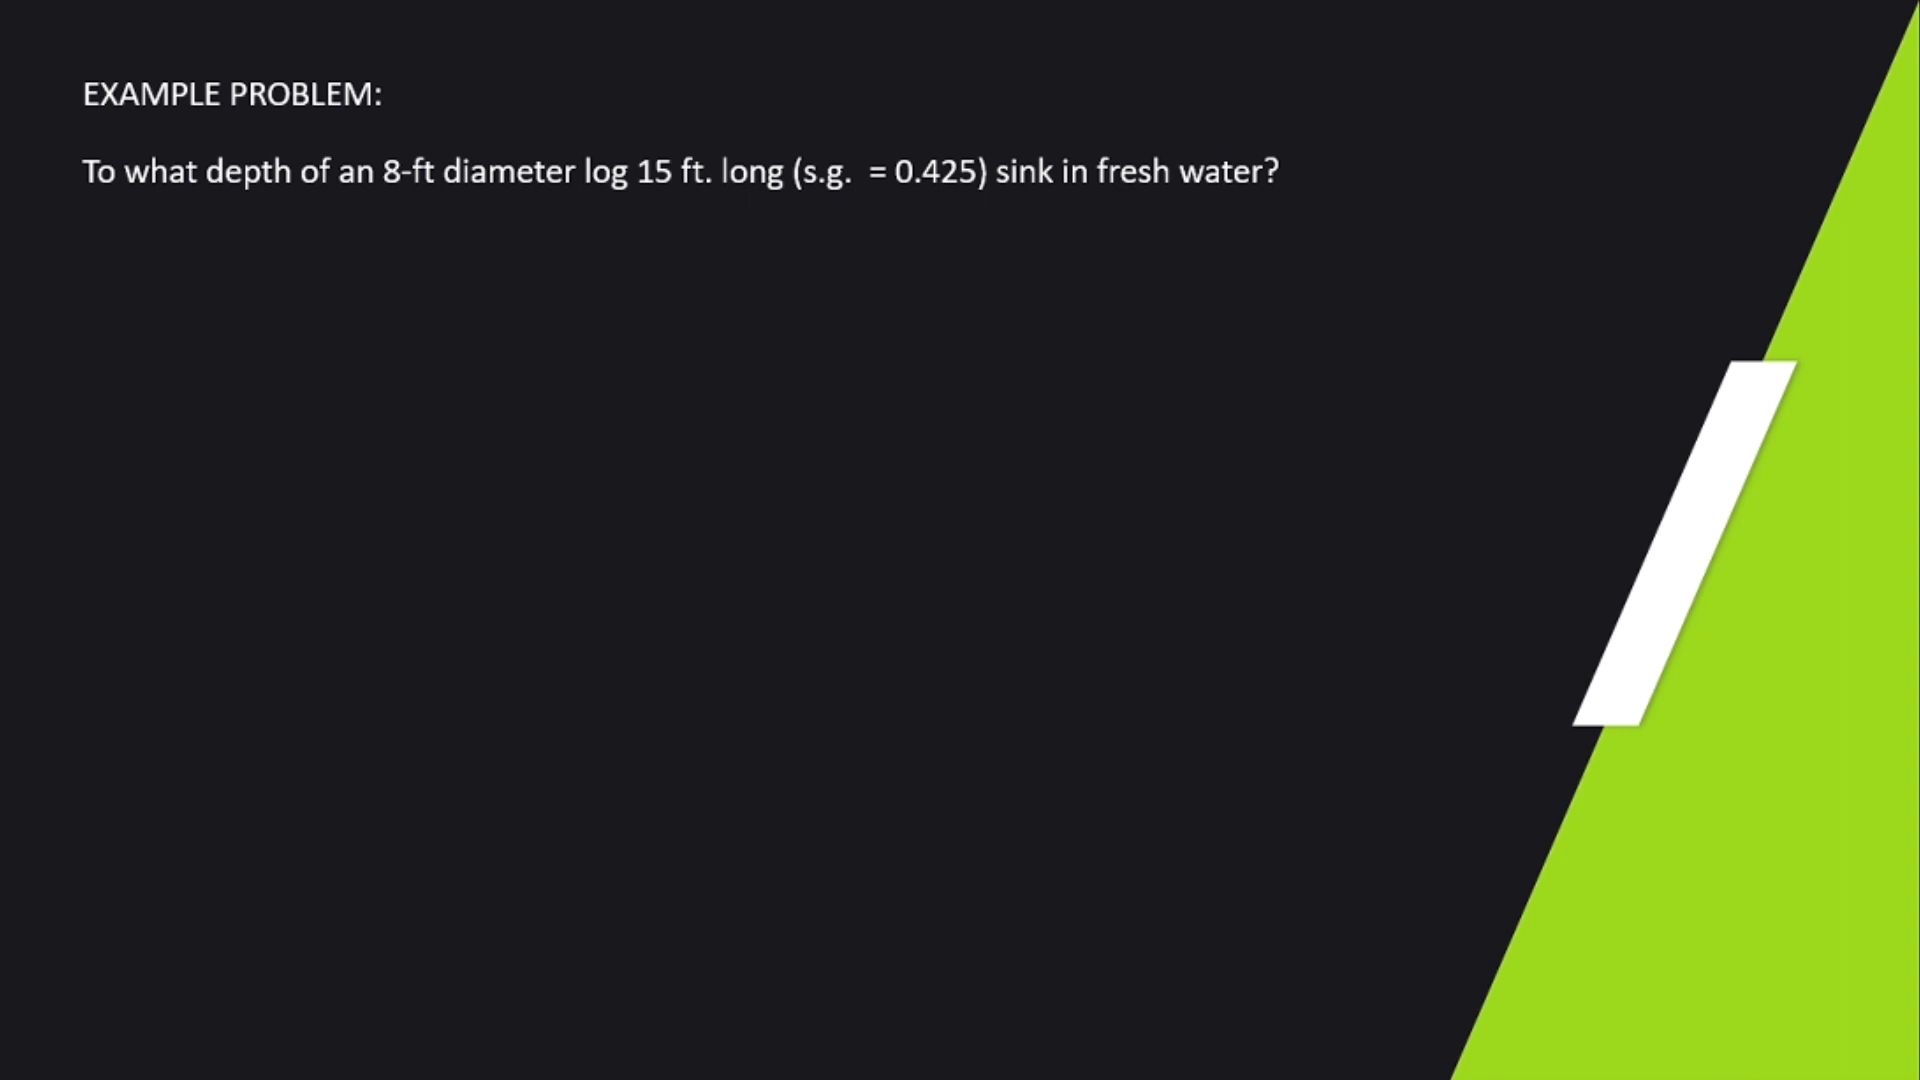 EXAMPLE PROBLEM:
To what depth of an 8-ft diameter log 15 ft. long (s.g.  = 0.425) sink in fresh water?